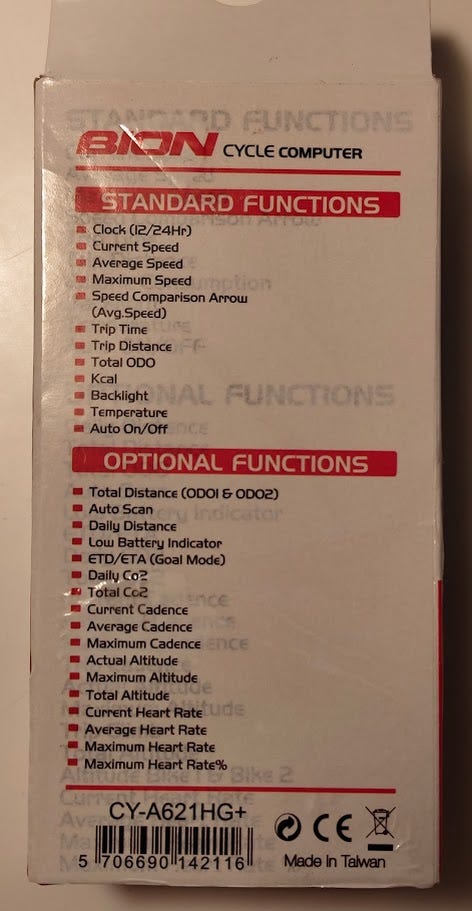 BION CYCLE COMPUTER
STANDARD FUNCTIONS
Clock (12/24Hr)
Current Speed
Average Speed
Maximum Speed
Speed Comparison Arrow
(Avg.Speed)
Trip Time
Trip Distance
Total ODO
Kcal
Backlight
Temperature
Auto On/Off
OPTIONAL FUNCTIONS
Total Distance (ODO1 & ODO2)
Auto Scan
Daily Distance
Low Battery Indicator
ETD/ETA (Goal Mode)
Daily Co2
Total Co2
Current Cadence
Average Cadence
Maximum Cadence
Actual Altitude
Maximum Altitude
Total Altitude
Current Heart Rate
Average Heart Rate
Maximum Heart Rate
Maximum Heart Rate%
CY-A621HG+
5 706690 142116
CE
Made In Taiwan